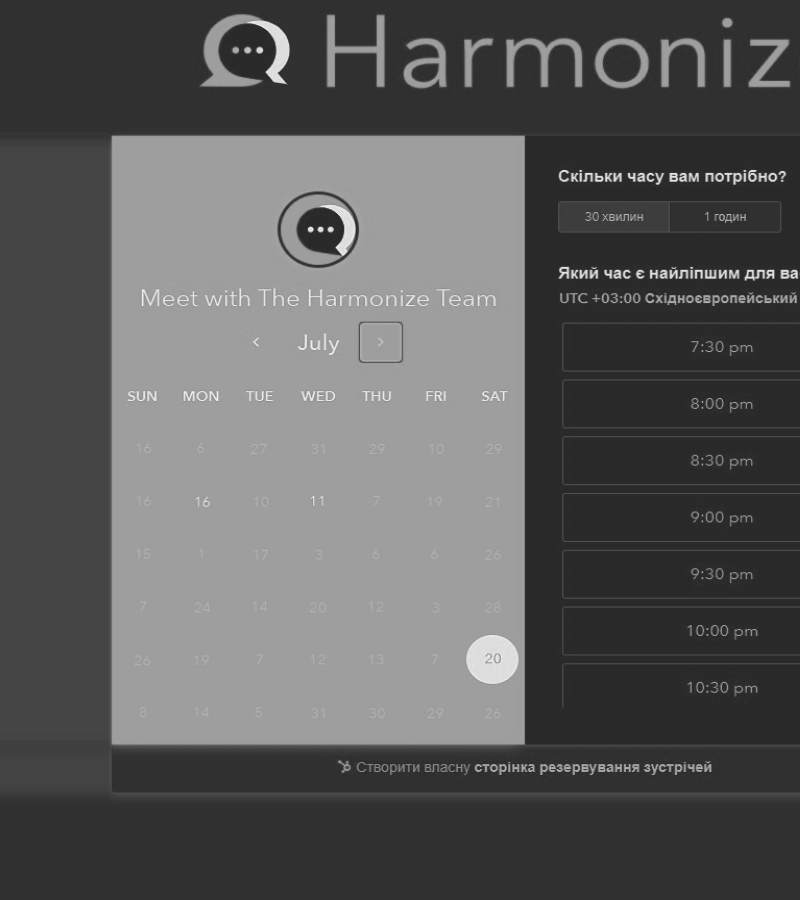 Harmoniz
Meet with The Harmonize Team
July
SUN MON TUE WED THU FRI SAT
16 6 27 31 29 10 29
16 16 10 11 7 19 21
15 1 17 3 6 6 26
7 24 14 20 12 3 28
26 19 7 12 13 7 20
8 14 5 31 30 29 26
Скільки часу вам потрібно?
30 хвилин 1 годин
Який час є найліпшим для ва
UTC +03:00 Східноєвропейський
7:30 pm
8:00 pm
8:30 pm
9:00 pm
9:30 pm
10:00 pm
10:30 pm
Створити власну сторінка резервування зустрічей